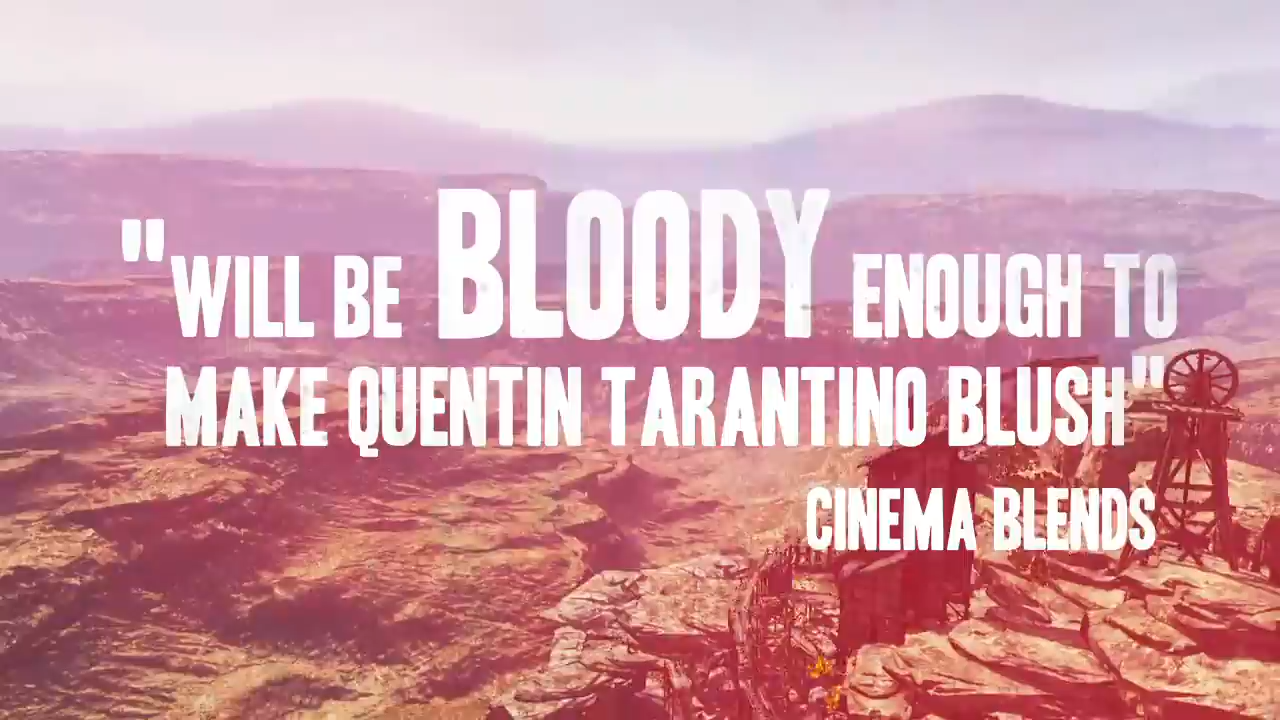 "WILL BE BLOODY ENOUGH TO
MAKE QUENTIN TARANTINO BLUSH"
CINEMA BLENDS